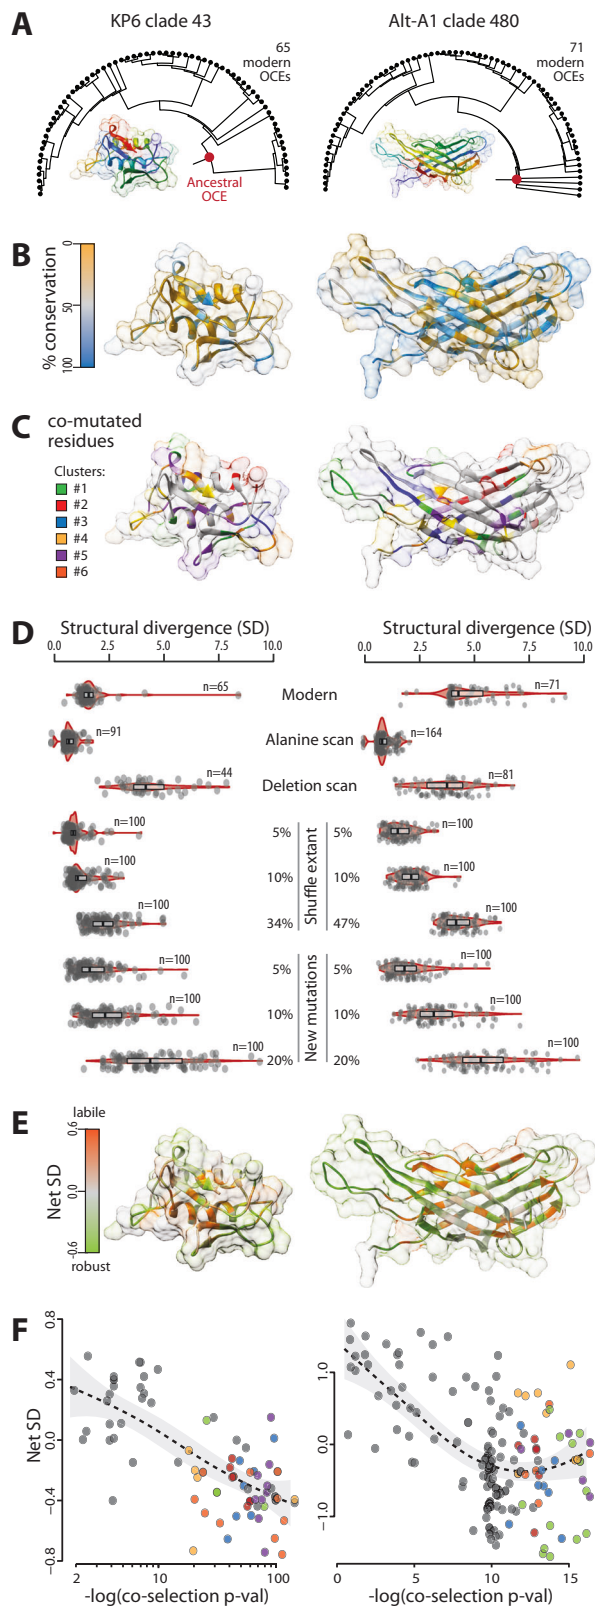 A
KP6 clade 43
Alt-A1 clade 480
65
modern
OCEs
71
modern
OCEs
Ancestral
OCE
B
% conservation
0
50
100
C
co-mutated
residues
Clusters:
#1
#2
#3
#4
#5
#6
D
Structural divergence (SD)
Structural divergence (SD)
0.0 2.5 5.0 7.5 10.0
0.0 2.5 5.0 7.5 10.0
n=65 Modern n=71
n=91 Alanine scan n=164
n=44 Deletion scan n=81
Shuffle extant
n=100 5% 5% n=100
n=100 10% 10% n=100
n=100 34% 47% n=100
New mutations
n=100 5% 5% n=100
n=100 10% 10% n=100
n=100 20% 20% n=100
E
labile
Net SD
0.6
0.0
-0.6
robust
F
Net SD
0.8
0.4
0.0
-0.4
-0.8
2 10 100
-log(co-selection p-val)
1.0
0.0
-1.0
0 5 10 15
-log(co-selection p-val)